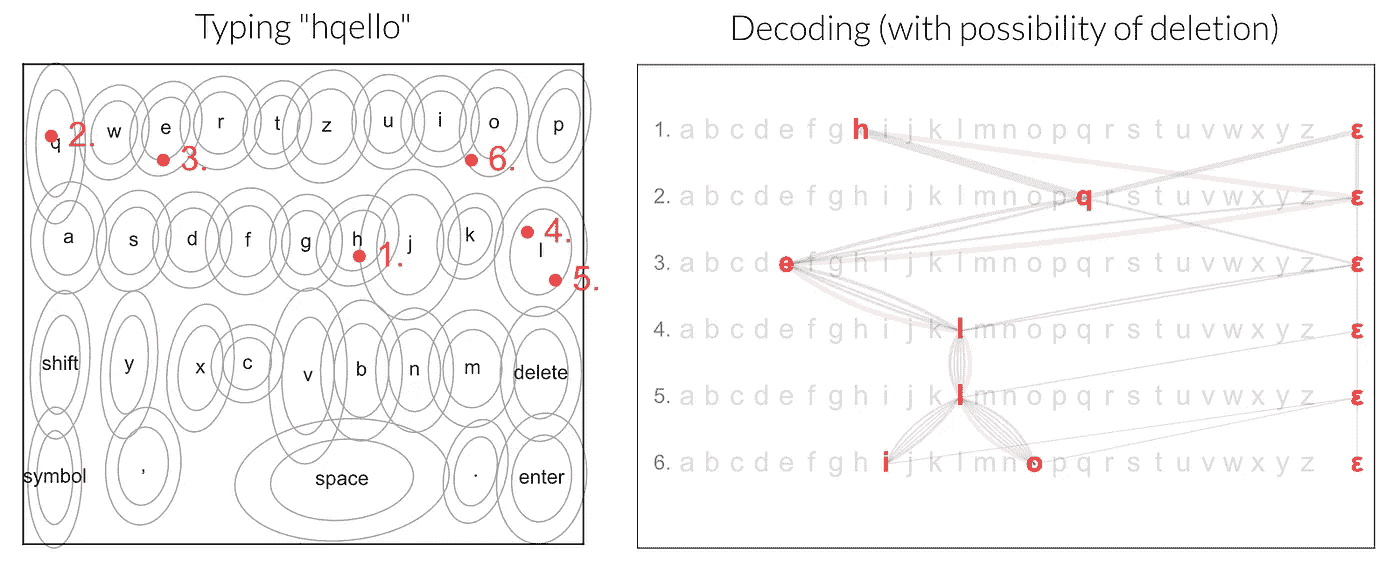 Typing "hqello"
Decoding (with possibility of deletion)
q w e r t z u i o p
2. 3. 6.
a s d f g h j k l
1. 4. 5.
shift y x c v b n m delete
symbol , space . enter
1. a b c d e f g h i j k l m n o p q r s t u v w x y z ε
2. a b c d e f g h i j k l m n o p q r s t u v w x y z ε
3. a b c d e f g h i j k l m n o p q r s t u v w x y z ε
4. a b c d e f g h i j k l m n o p q r s t u v w x y z ε
5. a b c d e f g h i j k l m n o p q r s t u v w x y z ε
6. a b c d e f g h i j k l m n o p q r s t u v w x y z ε